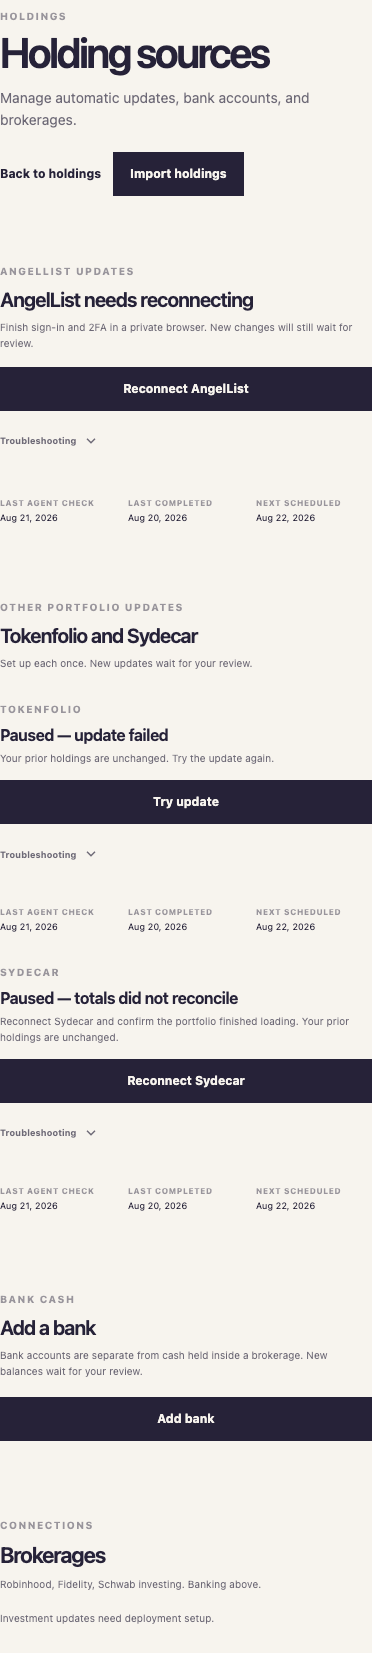 HOLDINGS
Holding sources
Manage automatic updates, bank accounts, and
brokerages.
Back to holdings
Import holdings
ANGELLIST UPDATES
AngelList needs reconnecting
Finish sign-in and 2FA in a private browser. New changes will still wait for
review.
Reconnect AngelList
Troubleshooting
LAST AGENT CHECK LAST COMPLETED NEXT SCHEDULED
Aug 21, 2026 Aug 20, 2026 Aug 22, 2026
OTHER PORTFOLIO UPDATES
Tokenfolio and Sydecar
Set up each once. New updates wait for your review.
TOKENFOLIO
Paused — update failed
Your prior holdings are unchanged. Try the update again.
Try update
Troubleshooting
LAST AGENT CHECK LAST COMPLETED NEXT SCHEDULED
Aug 21, 2026 Aug 20, 2026 Aug 22, 2026
SYDECAR
Paused — totals did not reconcile
Reconnect Sydecar and confirm the portfolio finished loading. Your prior
holdings are unchanged.
Reconnect Sydecar
Troubleshooting
LAST AGENT CHECK LAST COMPLETED NEXT SCHEDULED
Aug 21, 2026 Aug 20, 2026 Aug 22, 2026
BANK CASH
Add a bank
Bank accounts are separate from cash held inside a brokerage. New
balances wait for your review.
Add bank
CONNECTIONS
Brokerages
Robinhood, Fidelity, Schwab investing. Banking above.
Investment updates need deployment setup.